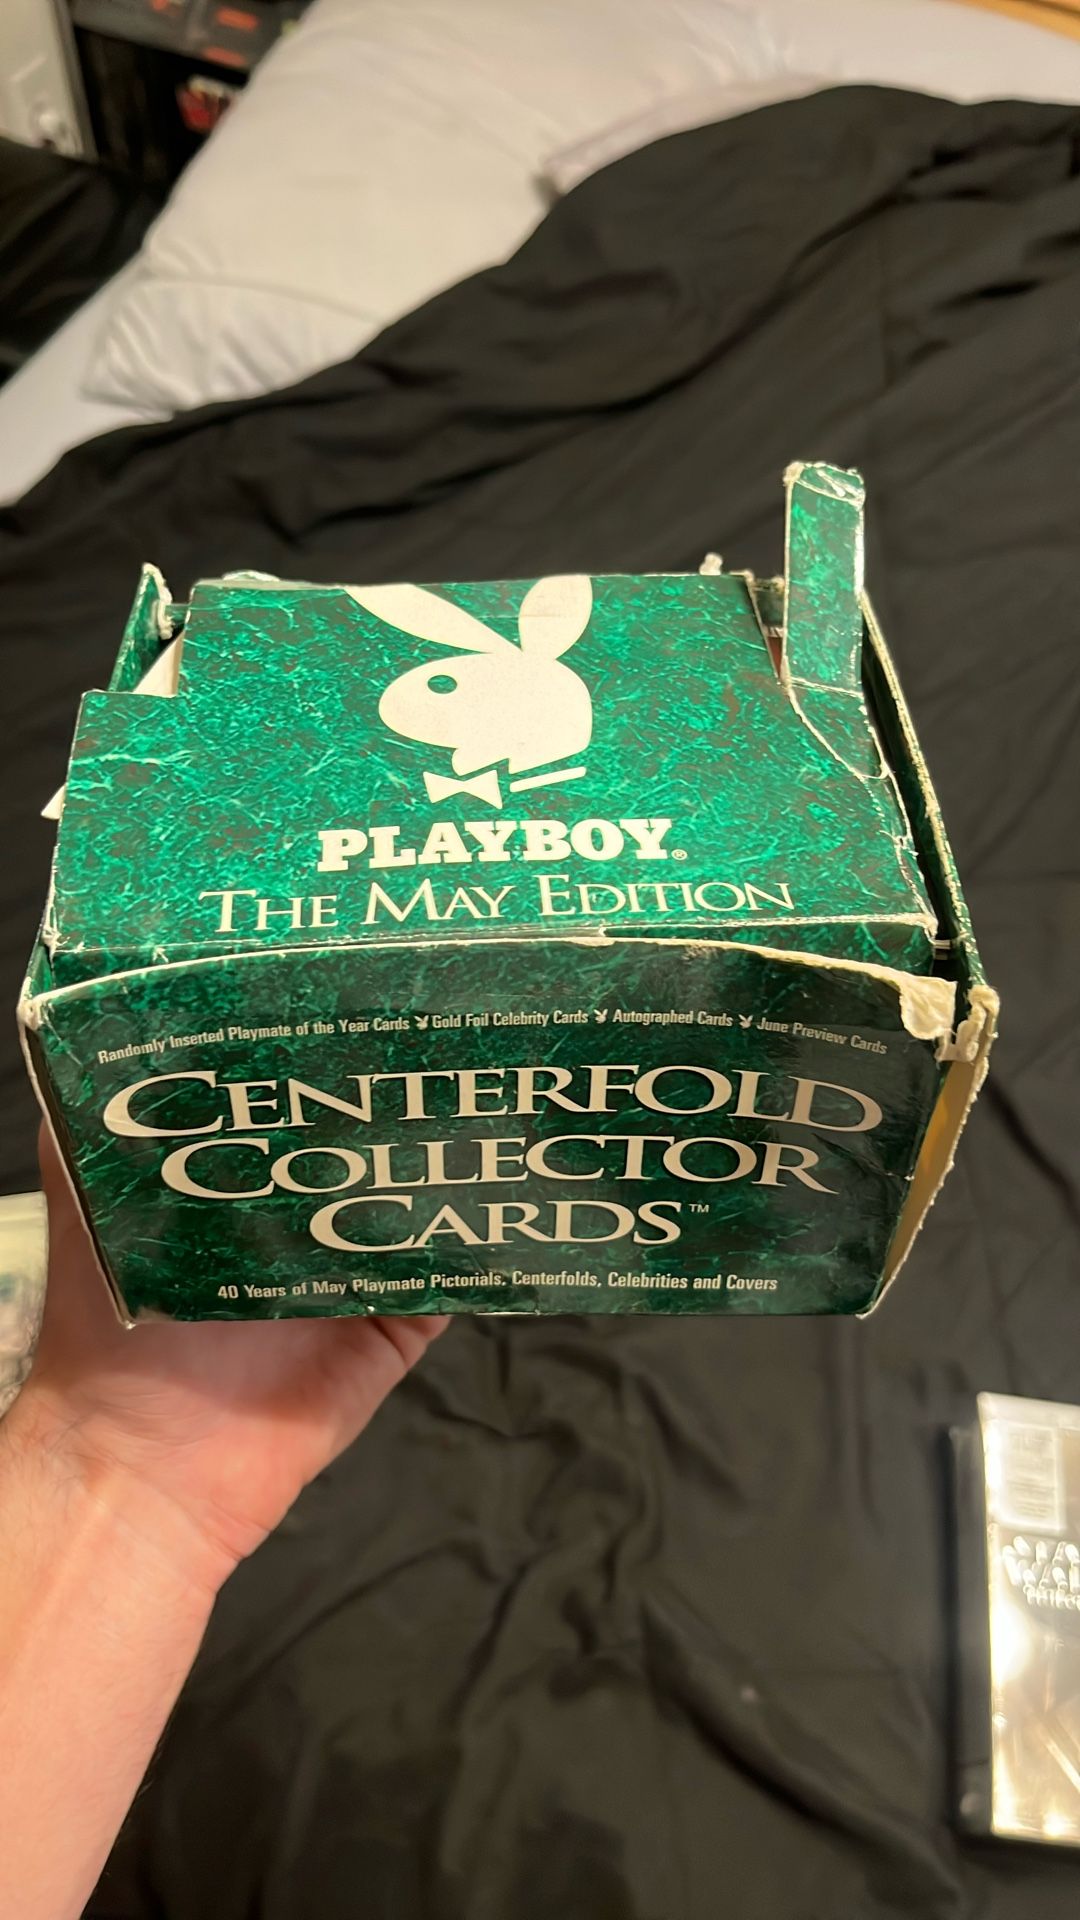 PLAYBOY®
THE MAY EDITION
Randomly Inserted Playmate of the Year Cards Gold Foil Celebrity Cards Autographed Cards June Preview Cards
CENTERFOLD
COLLECTOR
CARDS™
40 Years of May Playmate Pictorials, Centerfolds, Celebrities and Covers